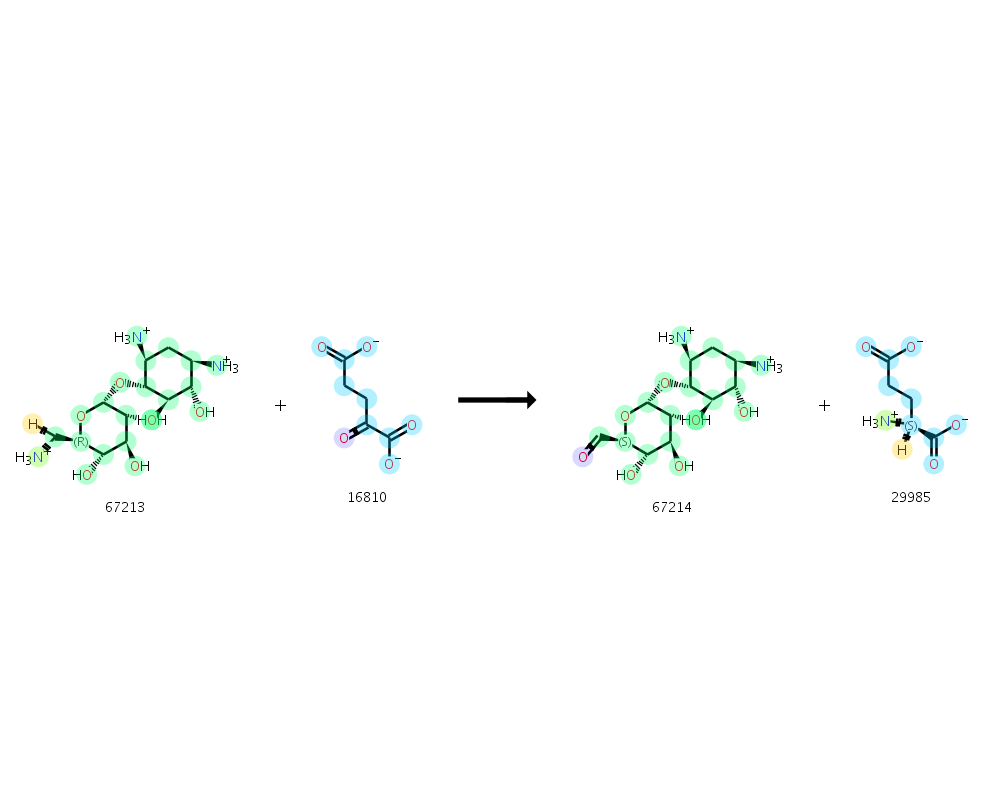 H₃N⁺ NH₃⁺ O OH HOH O H (R) H₃N⁺ HO OH
67213
+
O O⁻ O O O⁻
16810
+
H₃N⁺ NH₃⁺ O OH HOH O (S) O HO OH
67214
+
O O⁻ H₃N⁺ (S) O⁻ H O
29985